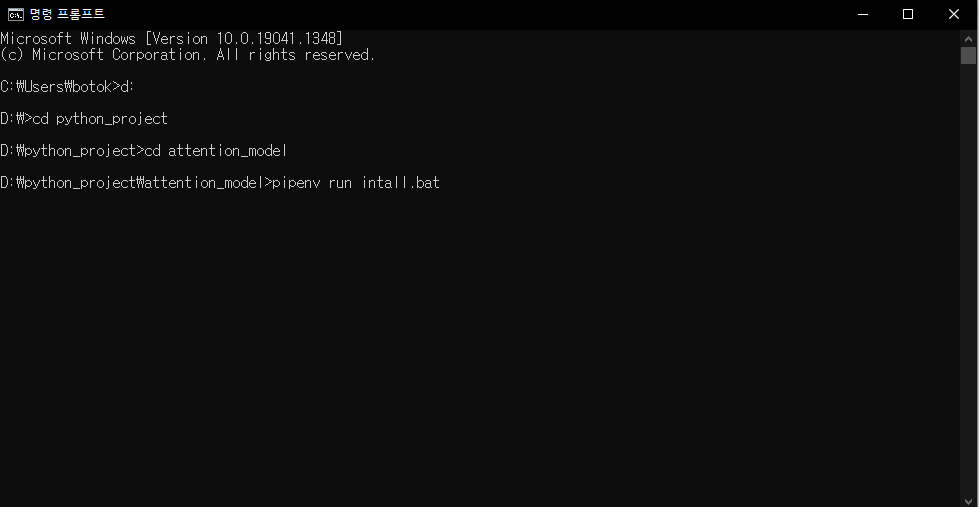 명령 프롬프트
Microsoft Windows [Version 10.0.19041.1348]
(c) Microsoft Corporation. All rights reserved.
C:₩Users₩botok>d:
D:₩>cd python_project
D:₩python_project>cd attention_model
D:₩python_project₩attention_model>pipenv run intall.bat